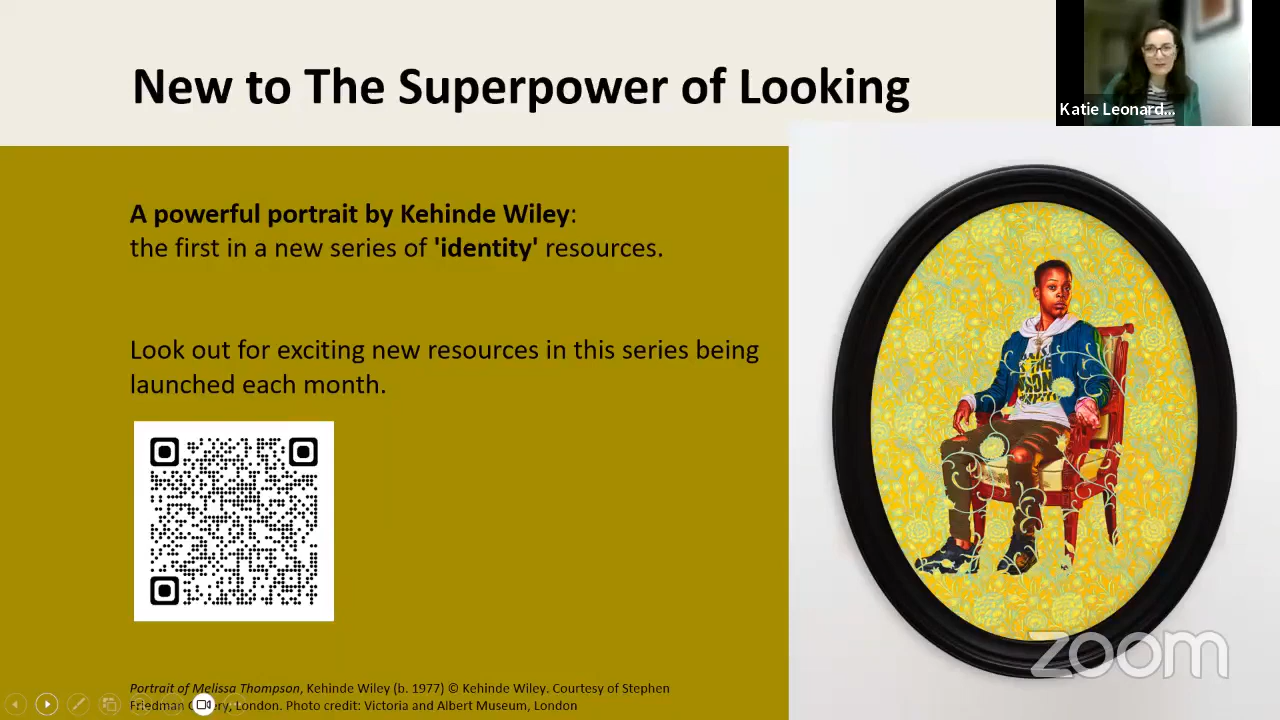 New to The Superpower of Looking
Katie Leonard...
A powerful portrait by Kehinde Wiley:
the first in a new series of 'identity' resources.
Look out for exciting new resources in this series being
launched each month.
Portrait of Melissa Thompson, Kehinde Wiley (b. 1977) © Kehinde Wiley. Courtesy of Stephen
Friedman London. Photo credit: Victoria and Albert Museum, London
zoom